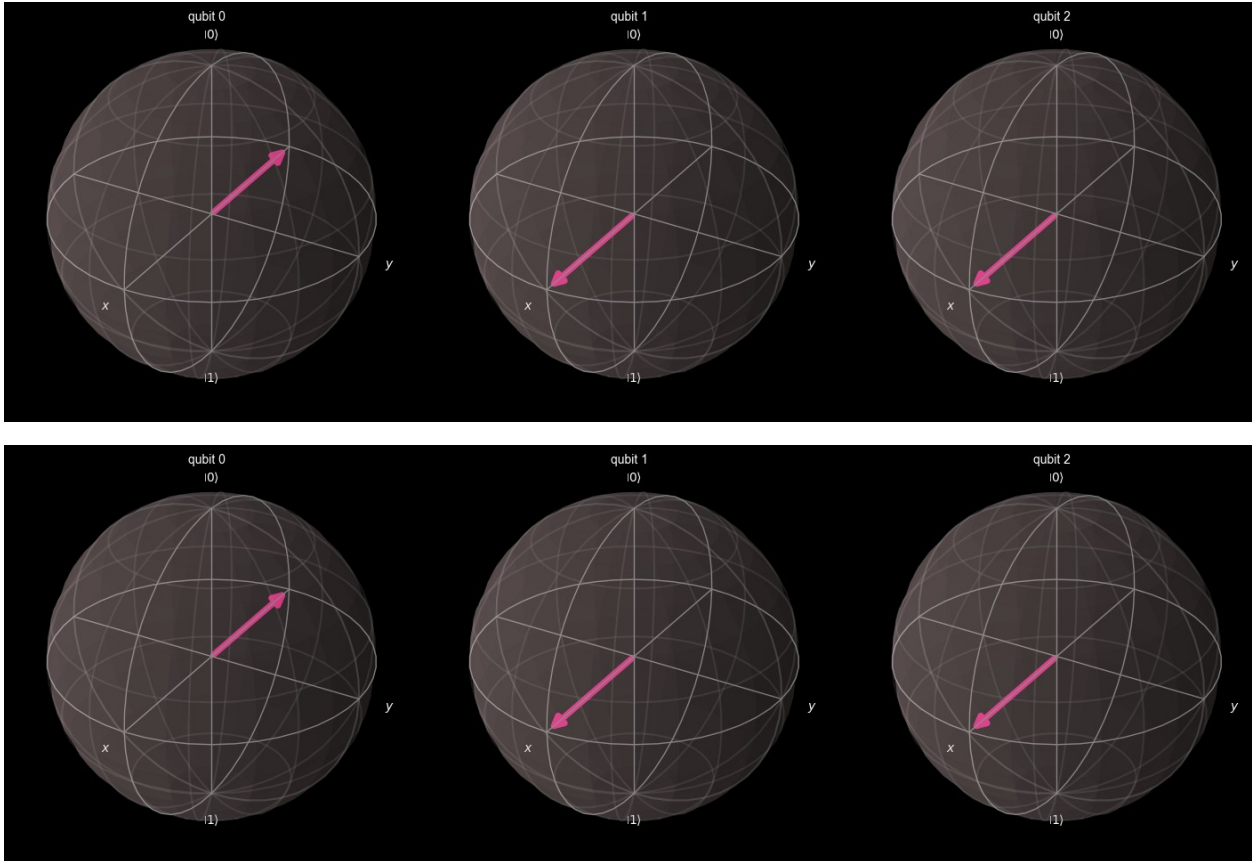 qubit 0
|0⟩
y
x
|1⟩
qubit 1
|0⟩
y
x
|1⟩
qubit 2
|0⟩
y
x
|1⟩
qubit 0
|0⟩
y
x
|1⟩
qubit 1
|0⟩
y
x
|1⟩
qubit 2
|0⟩
y
x
|1⟩